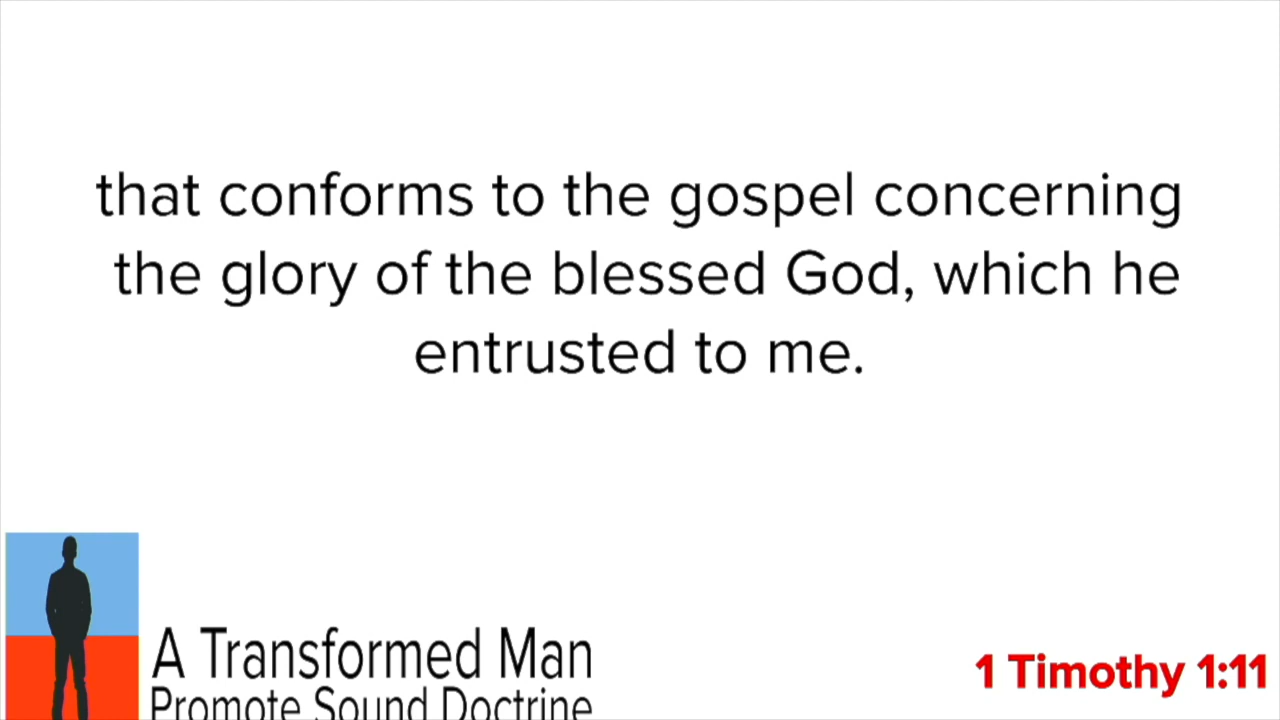 that conforms to the gospel concerning
the glory of the blessed God, which he
entrusted to me.
A Transformed Man
Promote Sound Doctrine
1 Timothy 1:11